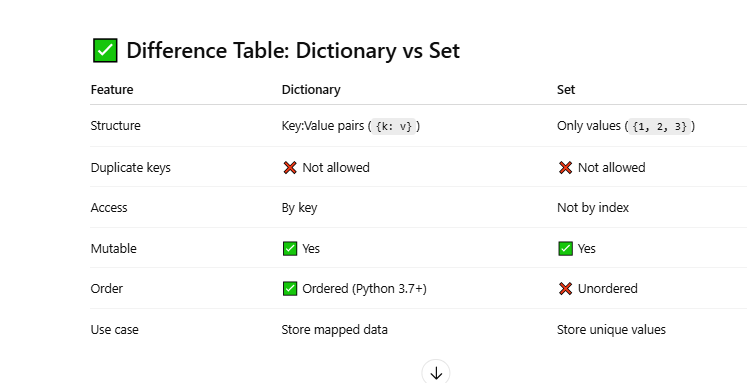 ✅ Difference Table: Dictionary vs Set
Feature Dictionary Set
Structure Key:Value pairs ( {k: v} ) Only values ( {1, 2, 3} )
Duplicate keys ❌ Not allowed ❌ Not allowed
Access By key Not by index
Mutable ✅ Yes ✅ Yes
Order ✅ Ordered (Python 3.7+) ❌ Unordered
Use case Store mapped data Store unique values